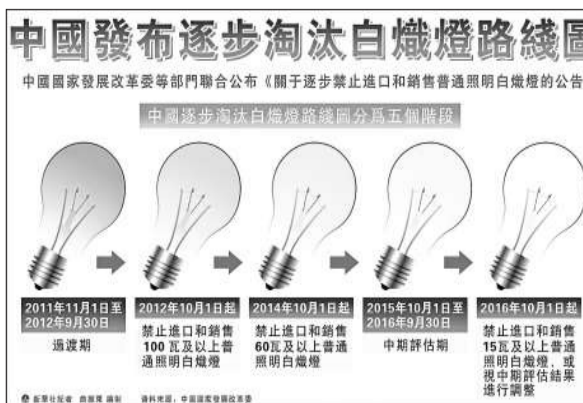 中國發布逐步淘汰白熾燈路綫圖
中國國家發展改革委等部門聯合公布《關于逐步禁止進口和銷售普通照明白熾燈的公告
中國逐步淘汰白熾燈路綫圖分爲五個階段
2011年11月1日至
2012年9月30日
過渡期
2012年10月1日起
禁止進口和銷售
100瓦及以上普
通照明白熾燈
2014年10月1日起
禁止進口和銷售
60瓦及以上普通
照明白熾燈
2015年10月1日至
2016年9月30日
中期評估期
2016年10月1日起
禁止進口和銷售
15瓦及以上普通
照明白熾燈，或
視中期評估結果
進行調整
新華社記者 編制
資料來源：中國國家發展改革委